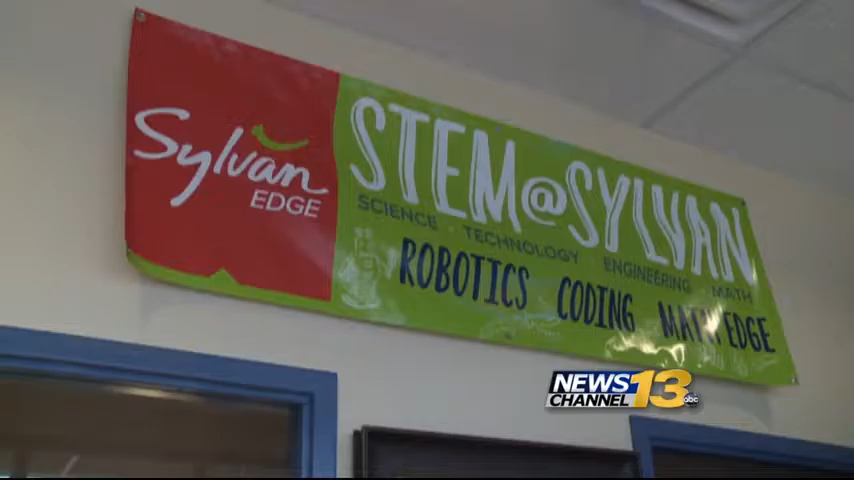 Sylvan
EDGE
STEM@SYLVAN
SCIENCE · TECHNOLOGY · ENGINEERING · MATH
ROBOTICS CODING MATH EDGE
NEWS 13
CHANNEL abc